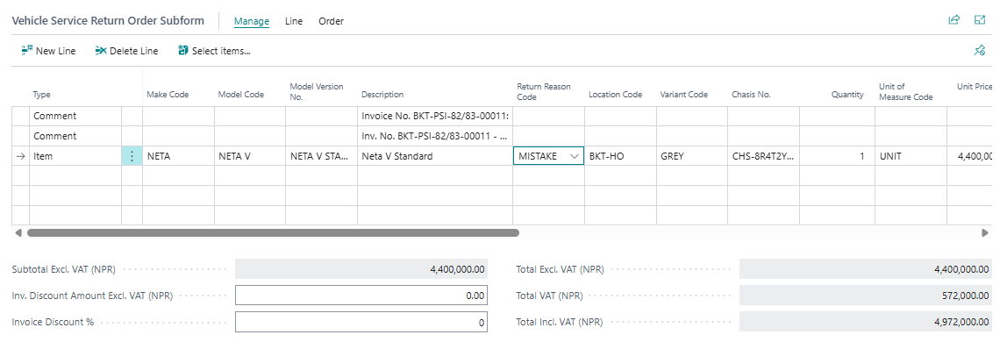 Vehicle Service Return Order Subform Manage Line Order
New Line Delete Line Select items...
Type Make Code Model Code Model Version No. Description Return Reason Code Location Code Variant Code Chasis No. Quantity Unit of Measure Code Unit Price
Comment Invoice No. BKT-PSI-82/83-00011:
Comment Inv. No. BKT-PSI-82/83-00011 - ...
Item NETA NETA V NETA V STA... Neta V Standard MISTAKE BKT-HO GREY CHS-8R4T2Y... 1 UNIT 4,400,00
Subtotal Excl. VAT (NPR) 4,400,000.00 Total Excl. VAT (NPR) 4,400,000.00
Inv. Discount Amount Excl. VAT (NPR) 0.00 Total VAT (NPR) 572,000.00
Invoice Discount % 0 Total Incl. VAT (NPR) 4,972,000.00